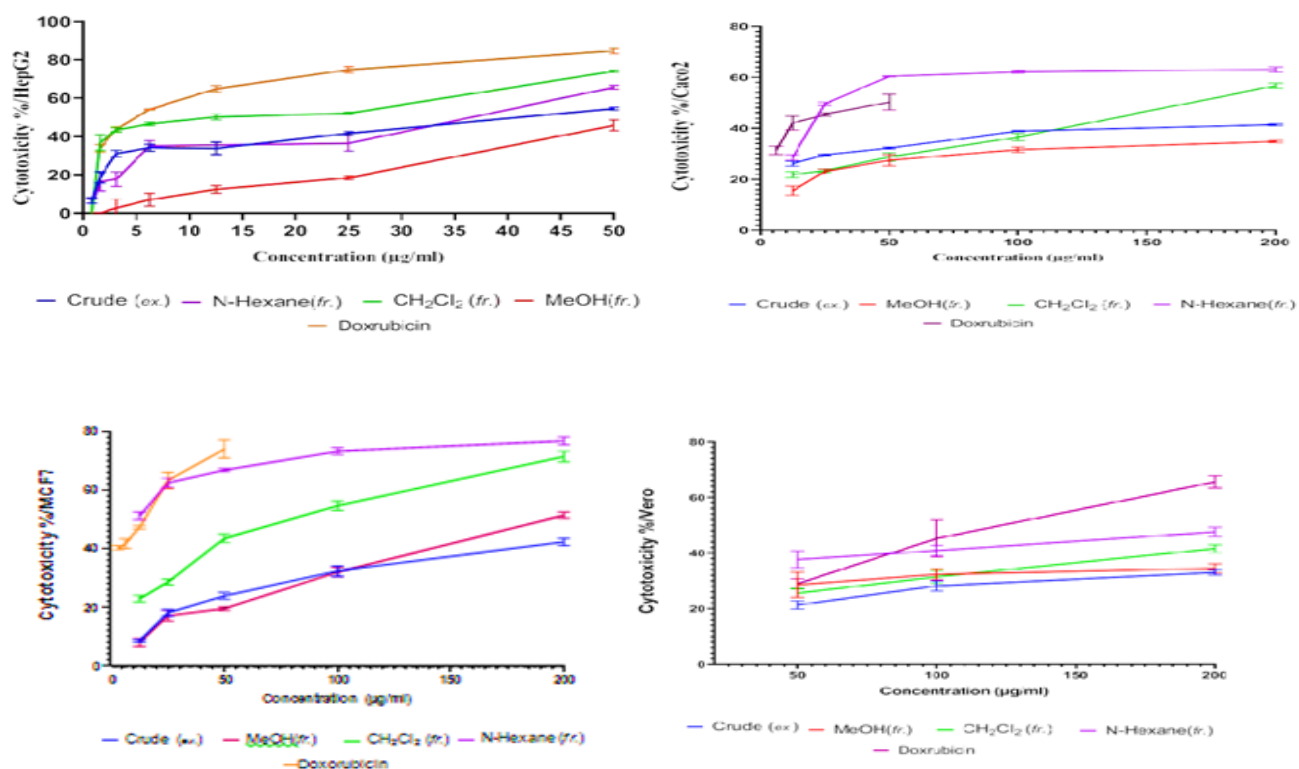 Cytotoxicity %/HepG2
100
80
60
40
20
0
0 5 10 15 20 25 30 35 40 45 50
Concentration (µg/ml)
Crude (ex.) N-Hexane(fr.) CH₂Cl₂ (fr.) MeOH(fr.)
Doxrubicin
Cytotoxicity %/Caco2
80
60
40
20
0
0 50 100 150 200
Concentration (µg/ml)
Crude (ex.) MeOH(fr.) CH₂Cl₂ (fr.) N-Hexane(fr.)
Doxrubicin
Cytotoxicity %/MCF7
80
60
40
20
0
0 50 100 200
Concentration (µg/ml)
Crude (ex.) MeOH(fr.) CH₂Cl₂ (fr.) N-Hexane(fr.)
Doxorubicin
Cytotoxicity %/Vero
80
60
40
20
0
50 100 150 200
Concentration (µg/ml)
Crude (ex) MeOH(fr.) CH₂Cl₂ (fr.) N-Hexane(fr.)
Doxrubicin